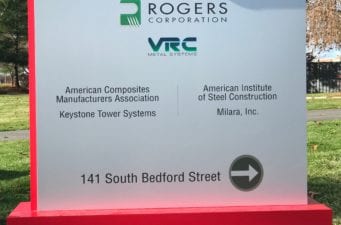 ROGERS
CORPORATION
VRC
METAL SYSTEMS
American Composites
Manufacturers Association
Keystone Tower Systems
American Institute
of Steel Construction
Milara, Inc.
141 South Bedford Street